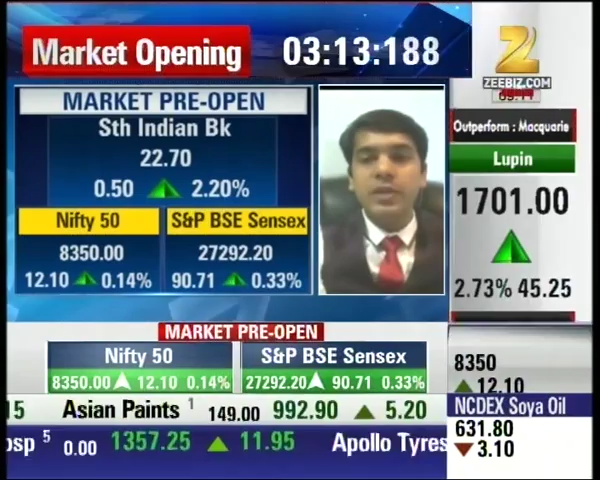 Market Opening
03:13:188
Z
ZEEBIZ.COM
MARKET PRE-OPEN
Sth Indian Bk
22.70
0.50 2.20%
Nifty 50
8350.00
12.10 0.14%
S&P BSE Sensex
27292.20
90.71 0.33%
Outperform : Macquarie
Lupin
1701.00
2.73% 45.25
MARKET PRE-OPEN
Nifty 50
8350.00 12.10 0.14%
S&P BSE Sensex
27292.20 90.71 0.33%
8350
12.10
15 Asian Paints 1 149.00 992.90 5.20
osp 5 0.00 1357.25 11.95 Apollo Tyres
NCDEX Soya Oil
631.80
3.10